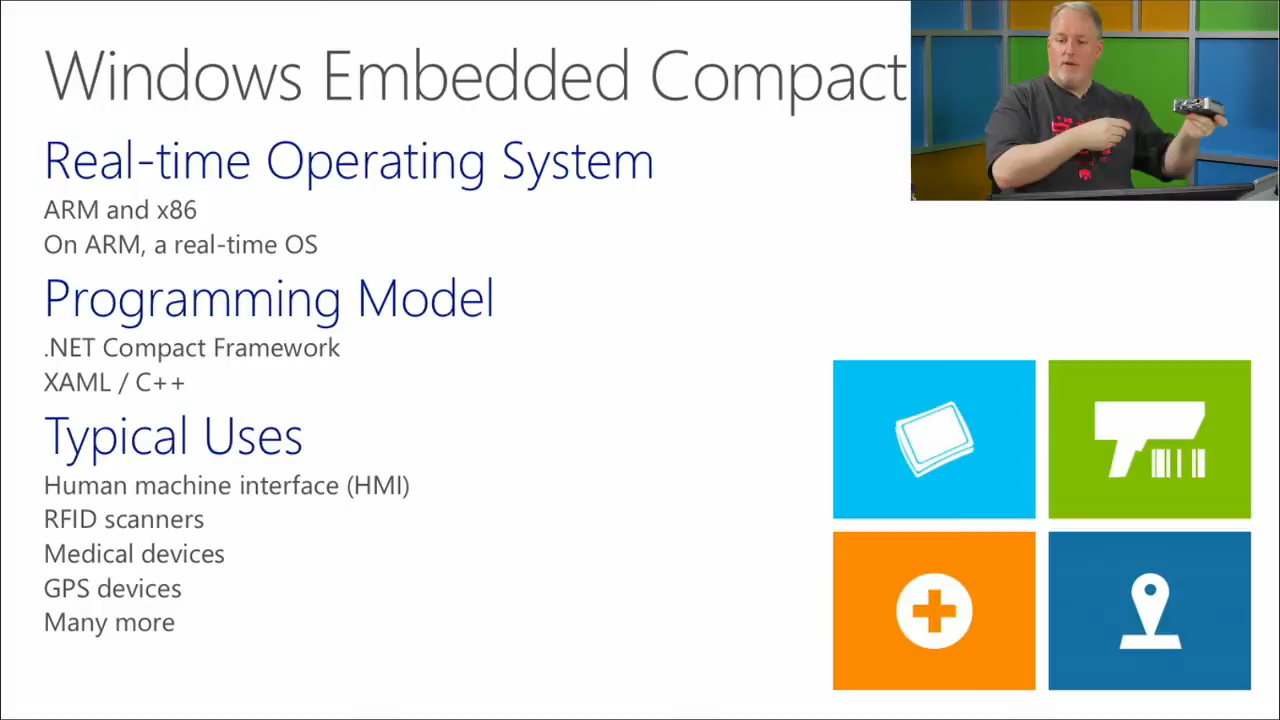 Windows Embedded Compact
Real-time Operating System
ARM and x86
On ARM, a real-time OS
Programming Model
.NET Compact Framework
XAML / C++
Typical Uses
Human machine interface (HMI)
RFID scanners
Medical devices
GPS devices
Many more